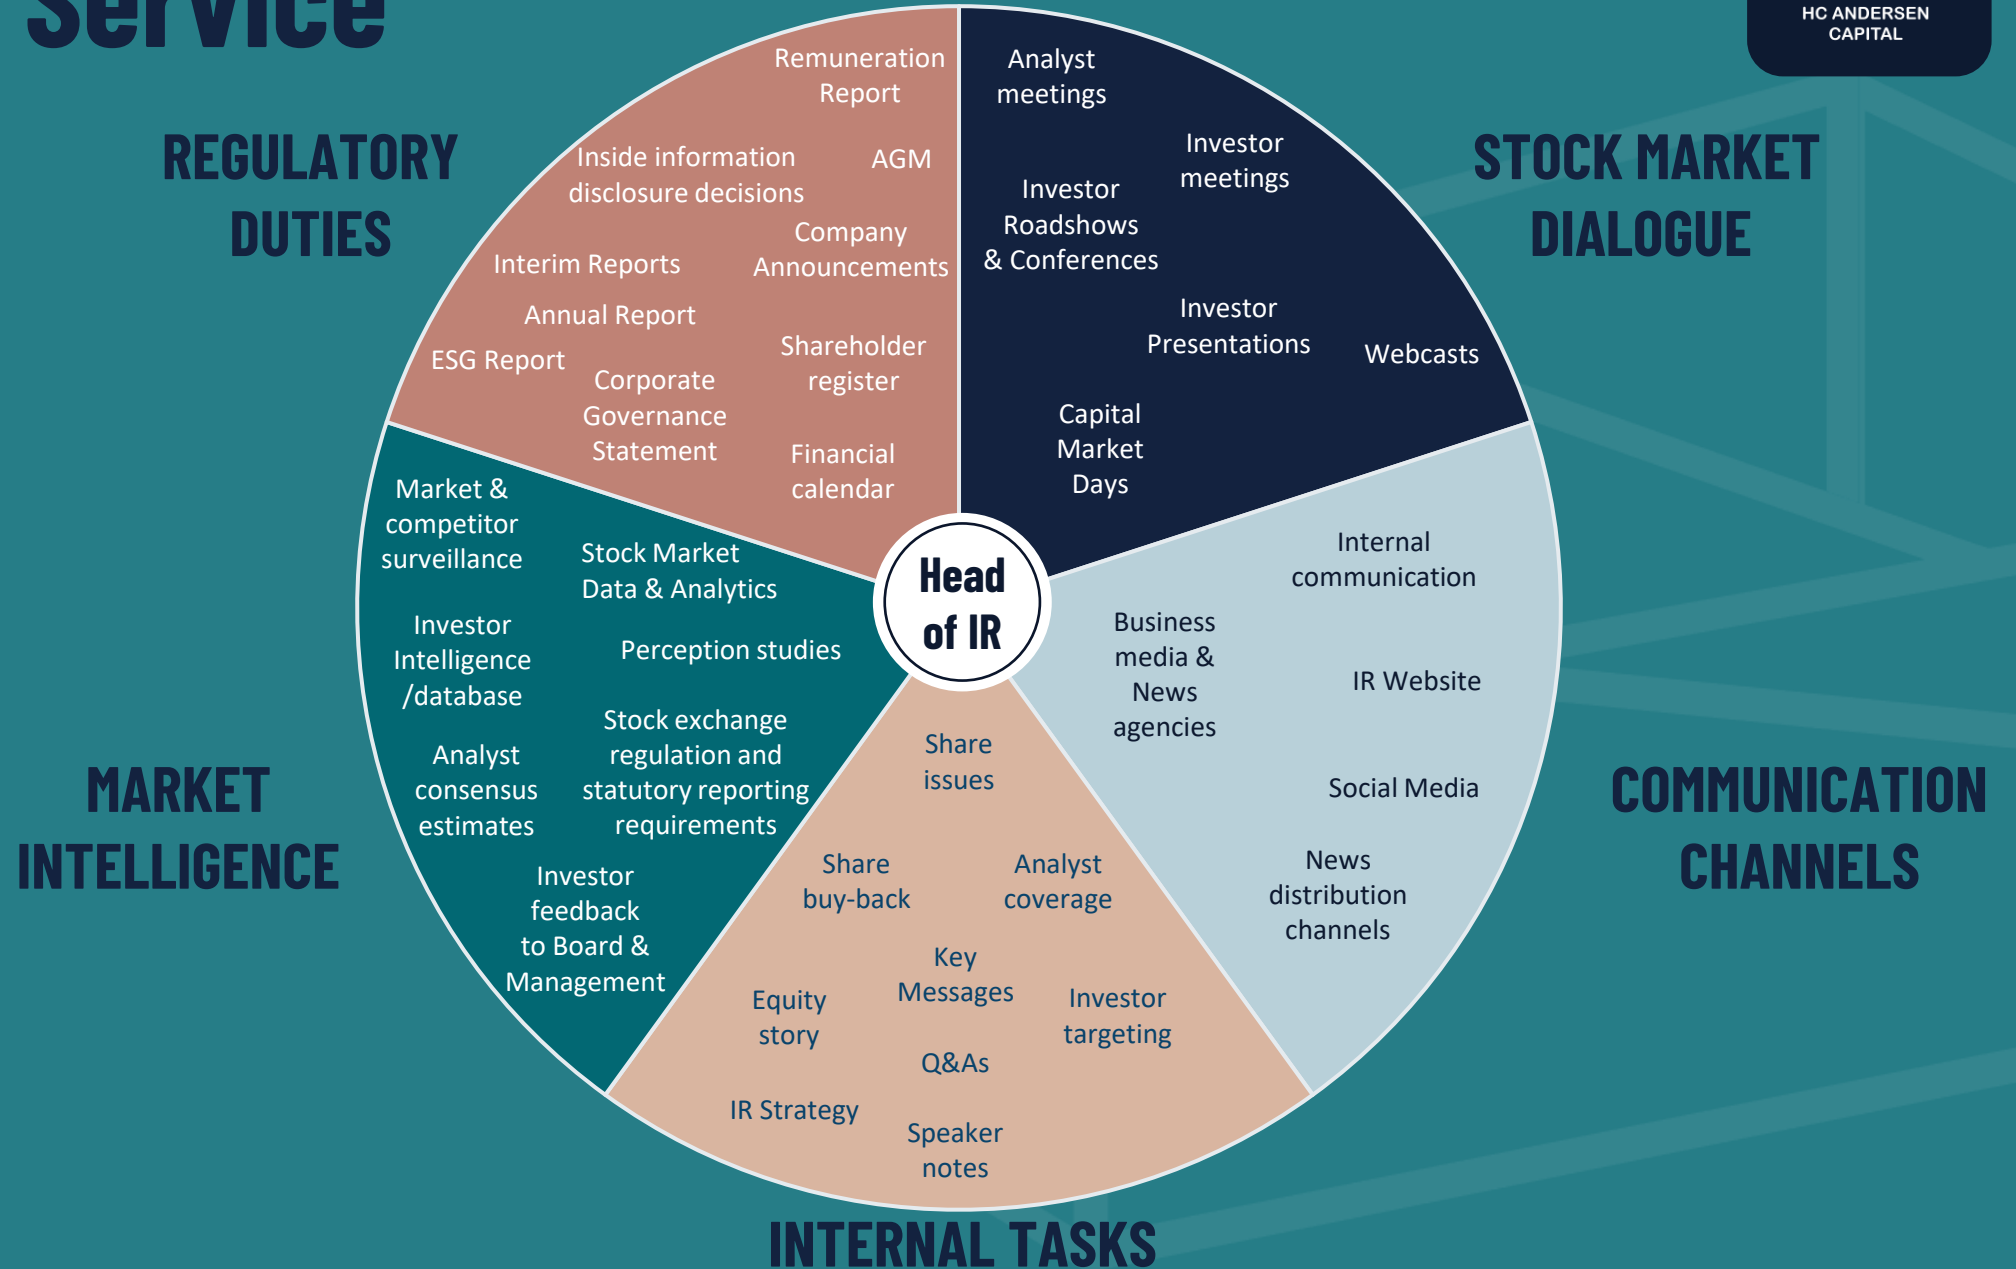 Service
HC ANDERSEN
CAPITAL
REGULATORY
DUTIES
Remuneration
Report
Inside information
disclosure decisions
AGM
Company
Announcements
Interim Reports
Annual Report
ESG Report
Shareholder
register
Corporate
Governance
Statement
Financial
calendar
STOCK MARKET
DIALOGUE
Analyst
meetings
Investor
meetings
Investor
Roadshows
& Conferences
Investor
Presentations
Webcasts
Capital
Market
Days
Head
of IR
MARKET
INTELLIGENCE
Market &
competitor
surveillance
Stock Market
Data & Analytics
Investor
Intelligence
/database
Perception studies
Stock exchange
regulation and
statutory reporting
requirements
Analyst
consensus
estimates
Investor
feedback
to Board &
Management
COMMUNICATION
CHANNELS
Internal
communication
Business
media &
News
agencies
IR Website
Social Media
News
distribution
channels
Share
issues
Share
buy-back
Analyst
coverage
Key
Messages
Equity
story
Investor
targeting
Q&As
IR Strategy
Speaker
notes
INTERNAL TASKS